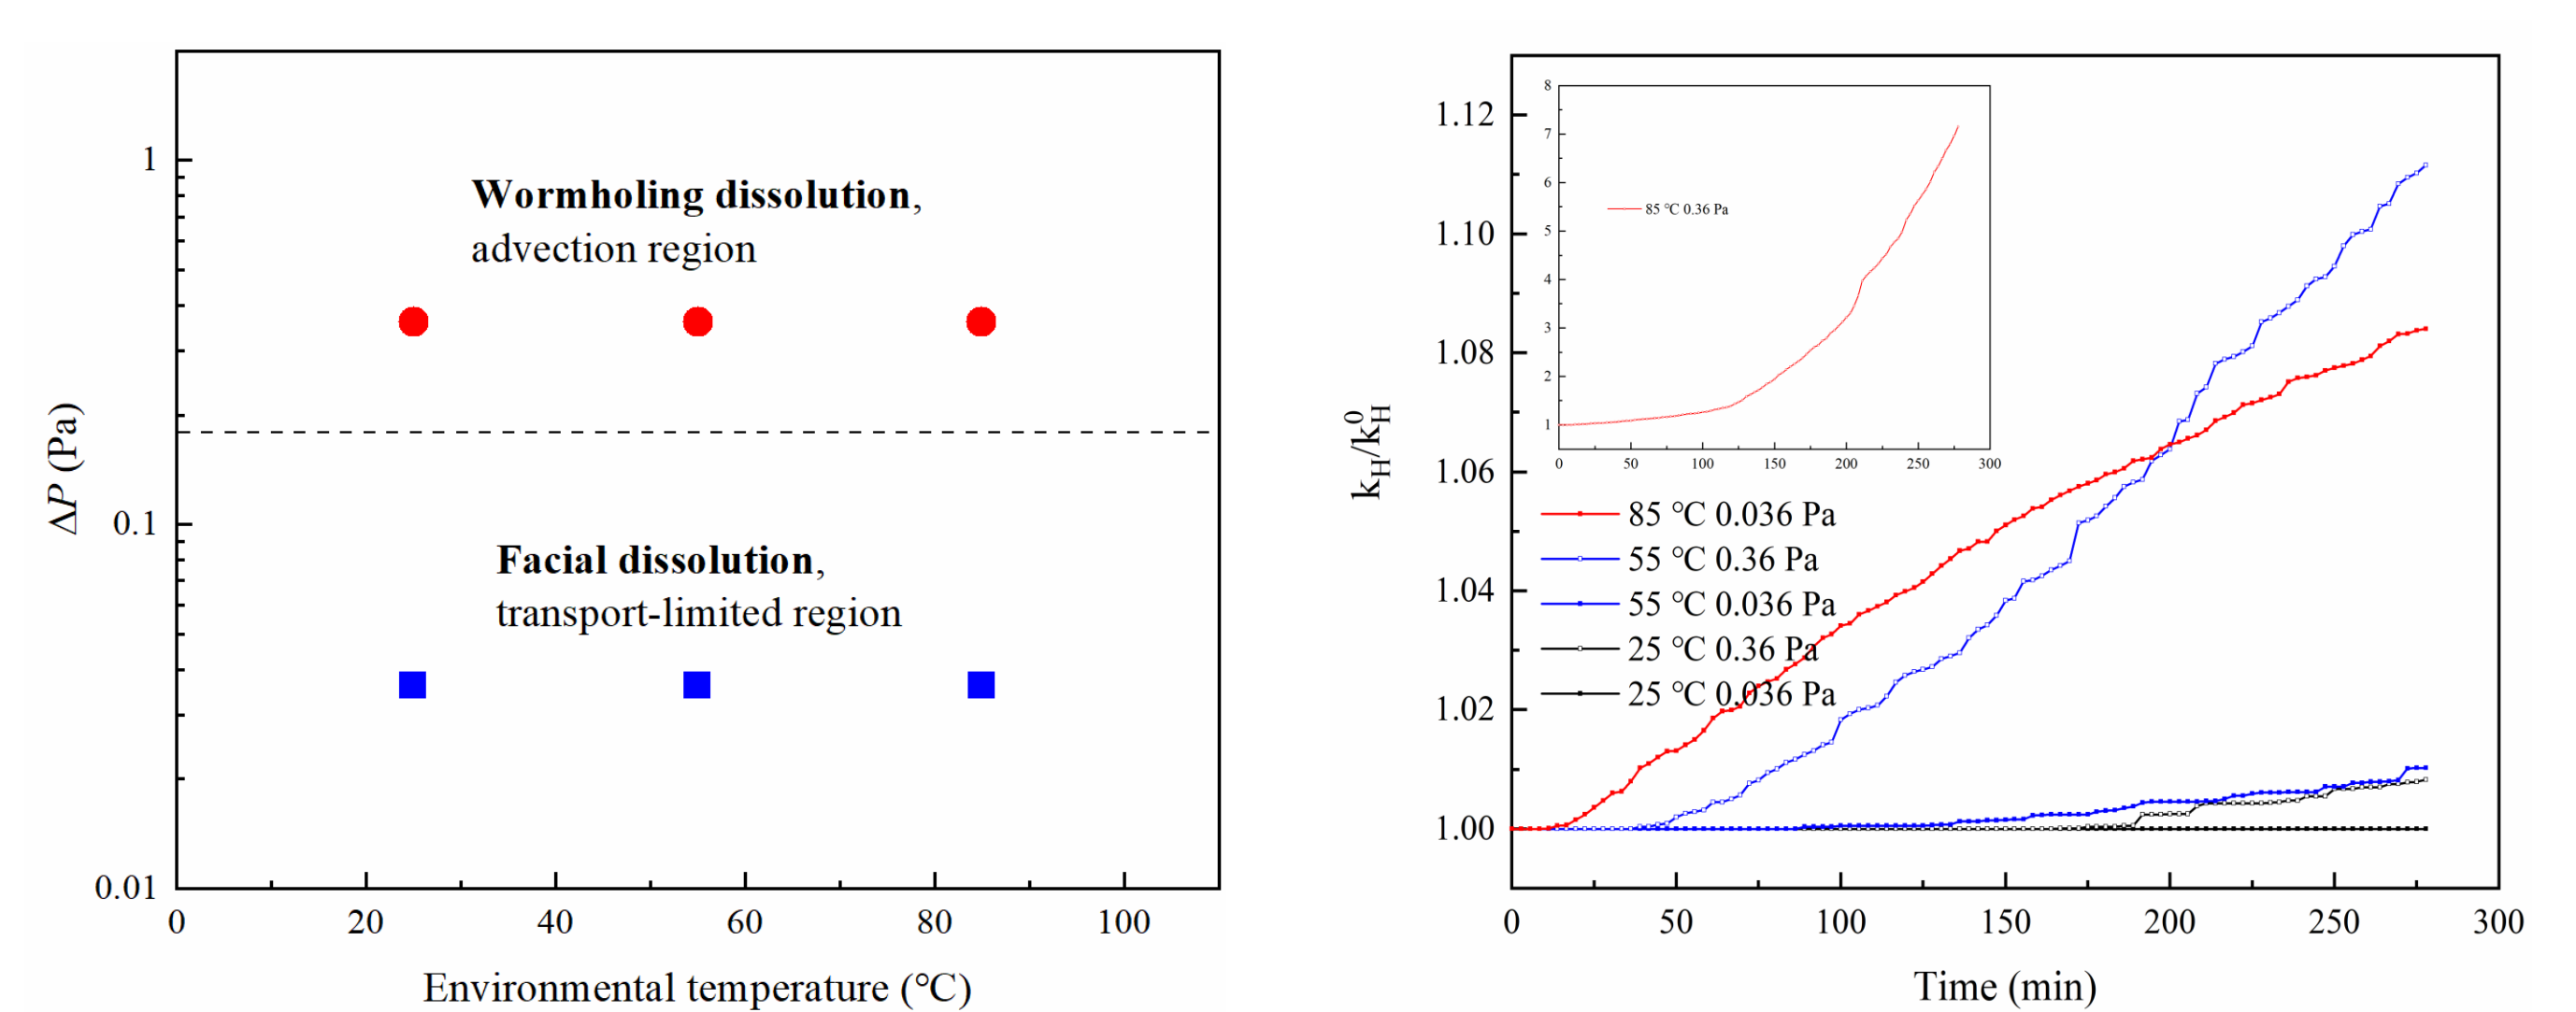 1
0.1
0.01
ΔP (Pa)
Wormholing dissolution,
advection region
Facial dissolution,
transport-limited region
0 20 40 60 80 100
Environmental temperature (℃)
1.12
1.10
1.08
1.06
1.04
1.02
1.00
k_H/k_H^0
8
7
6
5
4
3
2
1
85 ℃ 0.36 Pa
0 50 100 150 200 250 300
85 ℃ 0.036 Pa
55 ℃ 0.36 Pa
55 ℃ 0.036 Pa
25 ℃ 0.36 Pa
25 ℃ 0.036 Pa
0 50 100 150 200 250 300
Time (min)